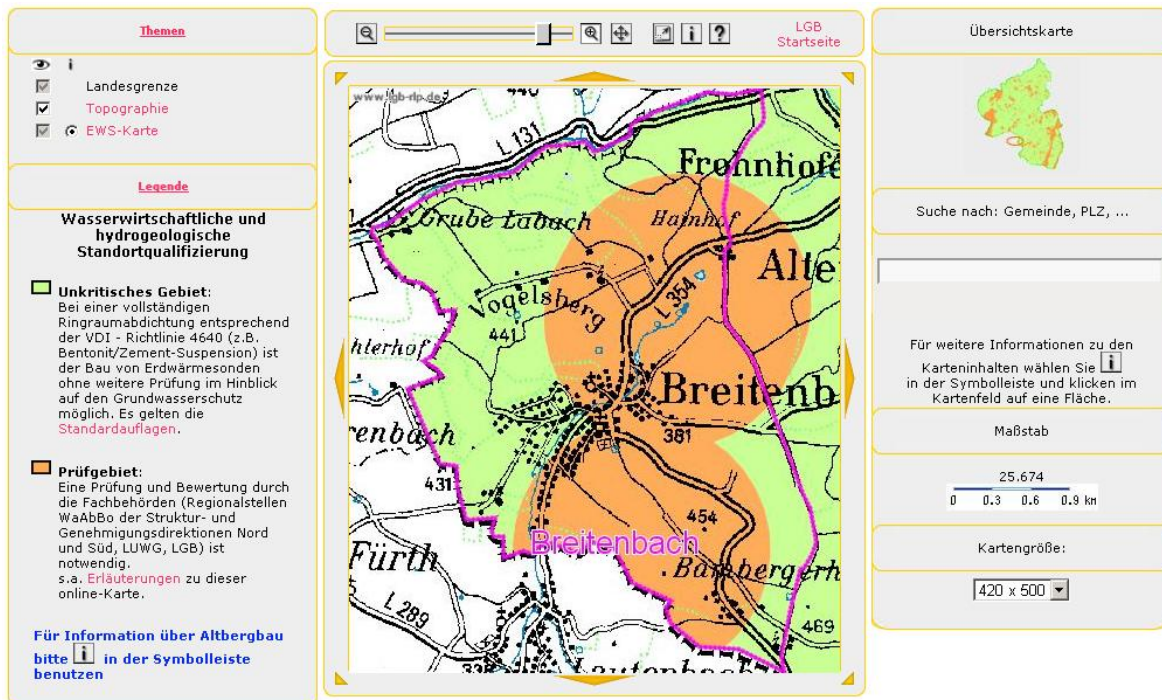 Themen
i
Landesgrenze
Topographie
EWS-Karte
Legende
Wasserwirtschaftliche und
hydrogeologische
Standortqualifizierung
Unkritisches Gebiet:
Bei einer vollständigen
Ringraumabdichtung entsprechend
der VDI - Richtlinie 4640 (z.B.
Bentonit/Zement-Suspension) ist
der Bau von Erdwärmesonden
ohne weitere Prüfung im Hinblick
auf den Grundwasserschutz
möglich. Es gelten die
Standardauflagen.
Prüfgebiet:
Eine Prüfung und Bewertung durch
die Fachbehörden (Regionalstellen
WaAbBo der Struktur- und
Genehmigungsdirektionen Nord
und Süd, LUWG, LGB) ist
notwendig.
s.a. Erläuterungen zu dieser
online-Karte.
Für Information über Altbergbau
bitte i in der Symbolleiste
benutzen
i ?
LGB
Startseite
www.lgb-rlp.de
L 131
Frohnhofe
Grube Labach
Hainhof
Alte
Vogelsberg
L 354
441
hlerhof
Breitenb
renbach
381
431
454
Breitenbach
Fürth
Bambergerh
L 289
469
Lautenbach
Übersichtskarte
Suche nach: Gemeinde, PLZ, ...
Für weitere Informationen zu den
Karteninhalten wählen Sie i
in der Symbolleiste und klicken im
Kartenfeld auf eine Fläche.
Maßstab
25.674
0 0.3 0.6 0.9 km
Kartengröße:
420 x 500